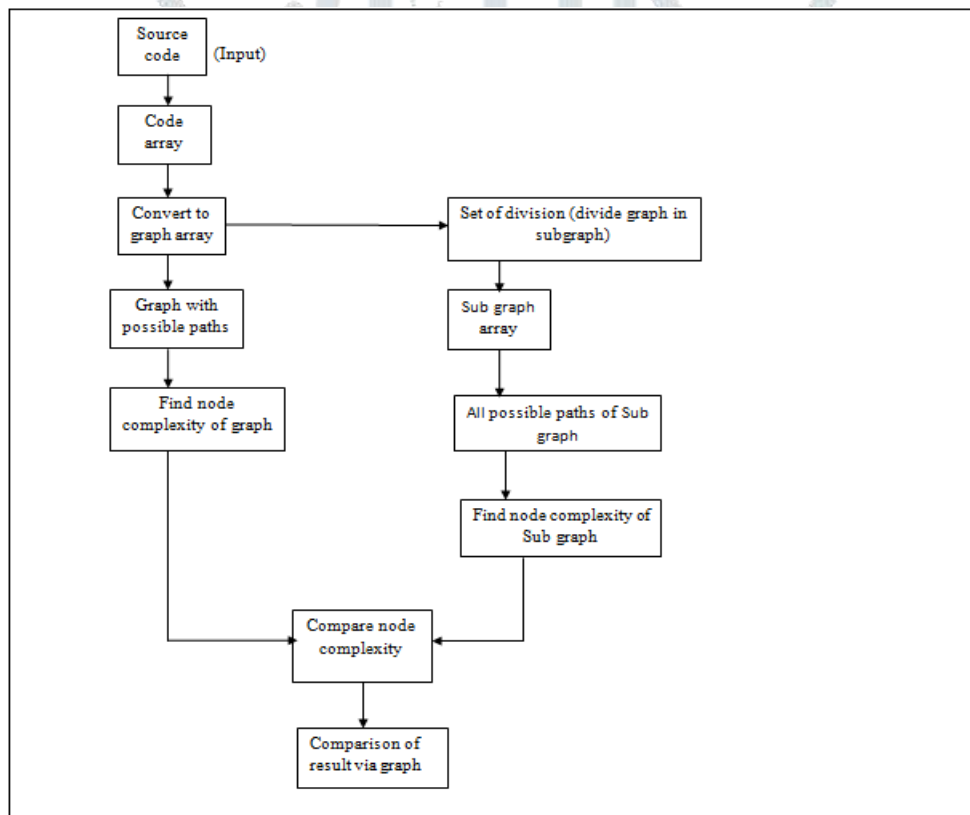 Source
code
(Input)
Code
array
Convert to
graph array
Set of division (divide graph in
subgraph)
Graph with
possible paths
Sub graph
array
Find node
complexity of graph
All possible paths of Sub
graph
Find node complexity of
Sub graph
Compare node
complexity
Comparison of
result via graph